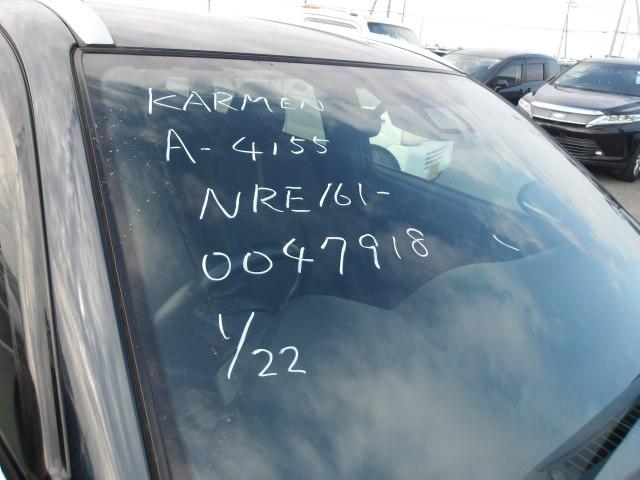 KARMEN
A-4155
NRE161-
0047918
1/22